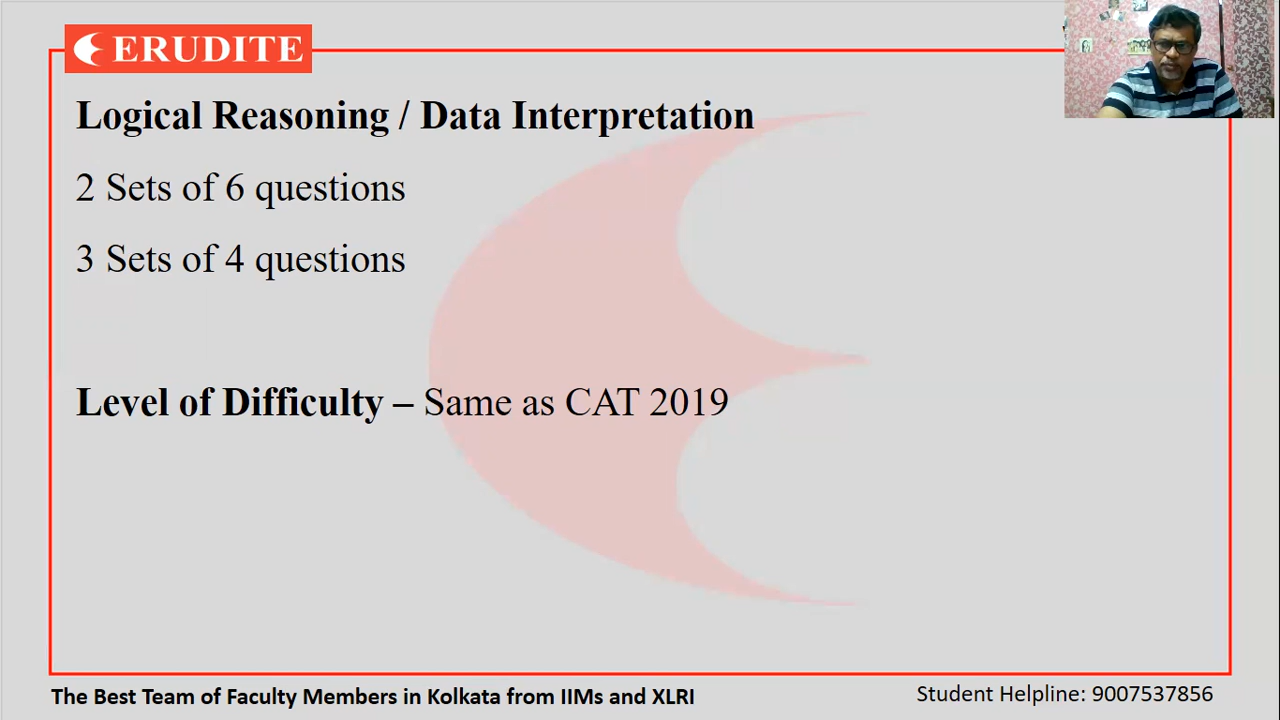 ERUDITE
Logical Reasoning / Data Interpretation
2 Sets of 6 questions
3 Sets of 4 questions
Level of Difficulty – Same as CAT 2019
The Best Team of Faculty Members in Kolkata from IIMs and XLRI
Student Helpline: 9007537856